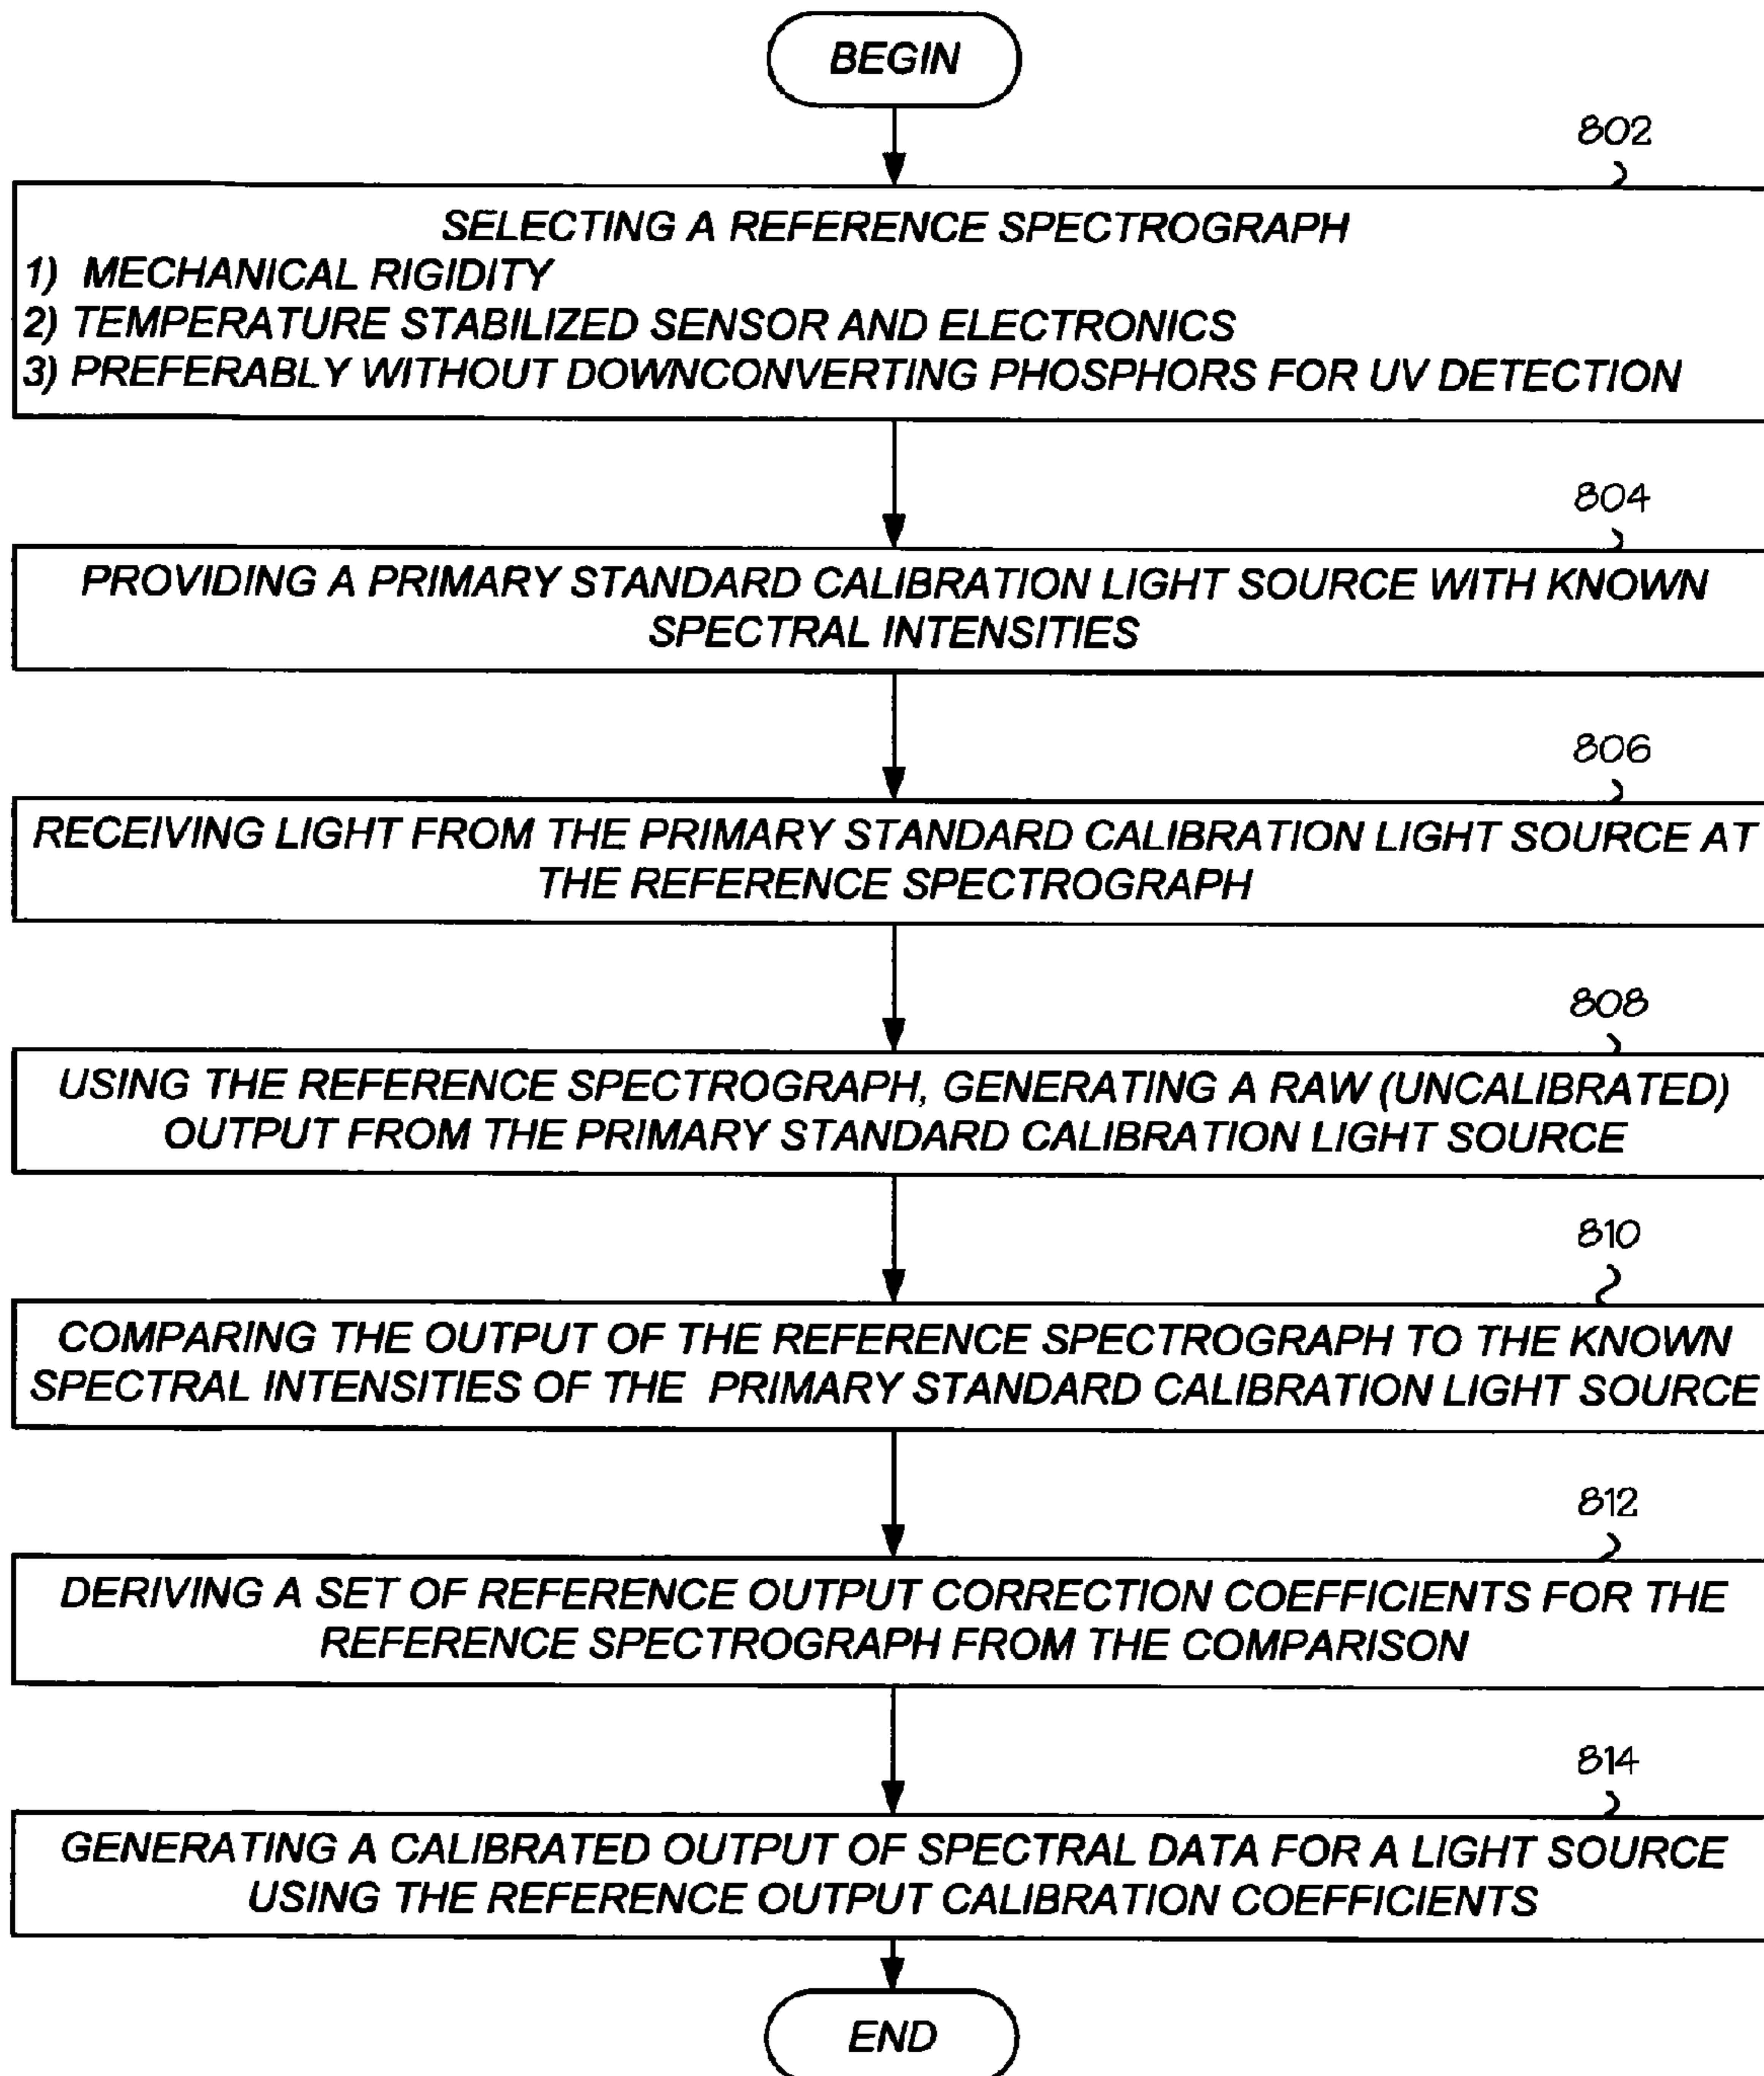 BEGIN
802
SELECTING A REFERENCE SPECTROGRAPH
1) MECHANICAL RIGIDITY
2) TEMPERATURE STABILIZED SENSOR AND ELECTRONICS
3) PREFERABLY WITHOUT DOWNCONVERTING PHOSPHORS FOR UV DETECTION
804
PROVIDING A PRIMARY STANDARD CALIBRATION LIGHT SOURCE WITH KNOWN
SPECTRAL INTENSITIES
806
RECEIVING LIGHT FROM THE PRIMARY STANDARD CALIBRATION LIGHT SOURCE AT
THE REFERENCE SPECTROGRAPH
808
USING THE REFERENCE SPECTROGRAPH, GENERATING A RAW (UNCALIBRATED)
OUTPUT FROM THE PRIMARY STANDARD CALIBRATION LIGHT SOURCE
810
COMPARING THE OUTPUT OF THE REFERENCE SPECTROGRAPH TO THE KNOWN
SPECTRAL INTENSITIES OF THE PRIMARY STANDARD CALIBRATION LIGHT SOURCE
812
DERIVING A SET OF REFERENCE OUTPUT CORRECTION COEFFICIENTS FOR THE
REFERENCE SPECTROGRAPH FROM THE COMPARISON
814
GENERATING A CALIBRATED OUTPUT OF SPECTRAL DATA FOR A LIGHT SOURCE
USING THE REFERENCE OUTPUT CALIBRATION COEFFICIENTS
END